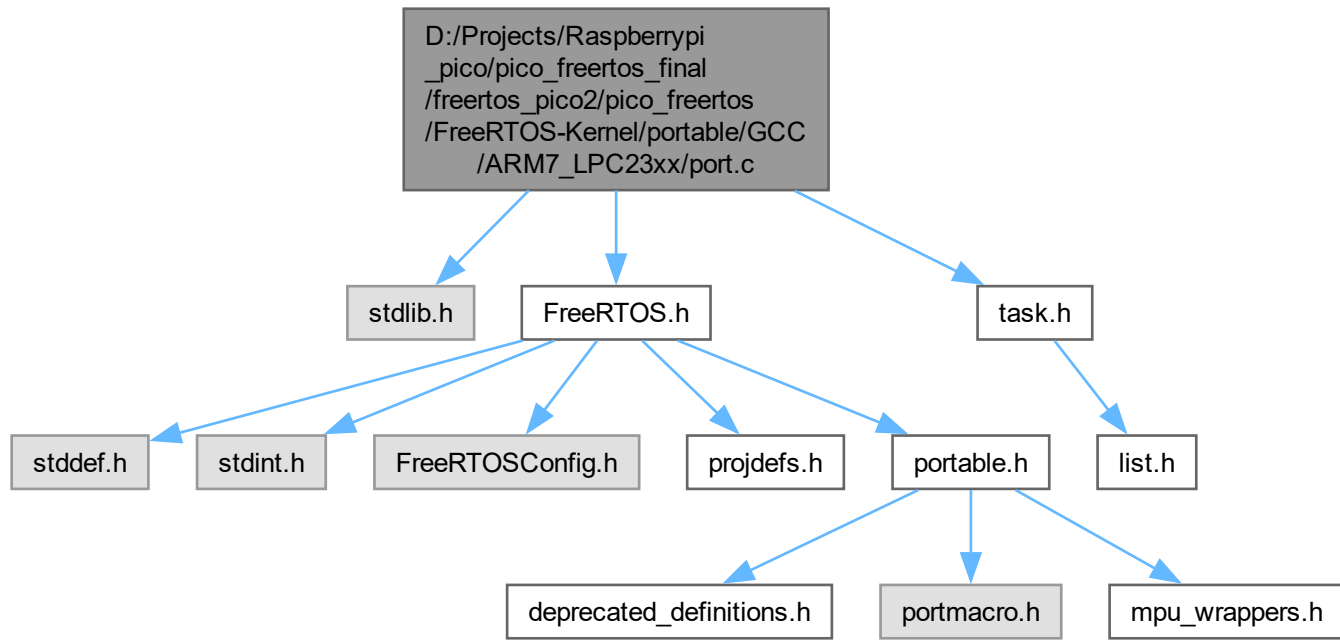 D:/Projects/Raspberrypi
_pico/pico_freertos_final
/freertos_pico2/pico_freertos
/FreeRTOS-Kernel/portable/GCC
/ARM7_LPC23xx/port.c
stdlib.h
FreeRTOS.h
task.h
stddef.h
stdint.h
FreeRTOSConfig.h
projdefs.h
portable.h
list.h
deprecated_definitions.h
portmacro.h
mpu_wrappers.h